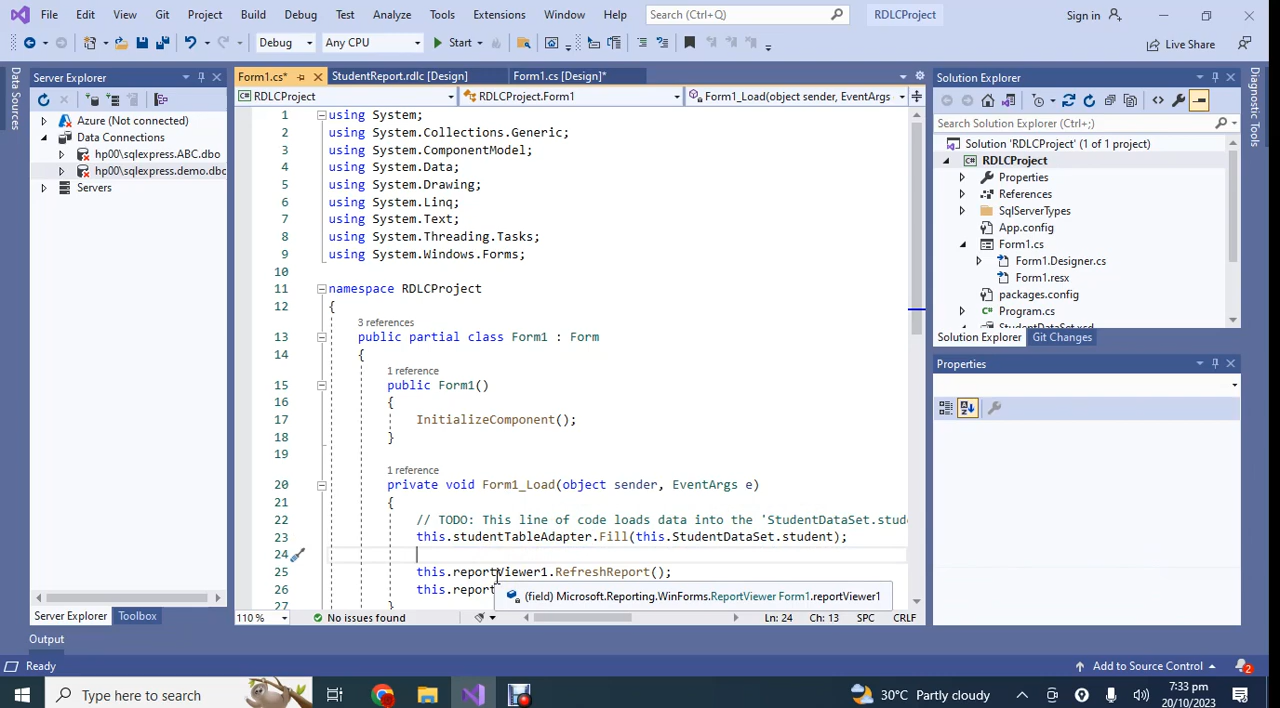 File Edit View Git Project Build Debug Test Analyze Tools Extensions Window Help Search (Ctrl+Q) RDLCProject Sign in
Debug Any CPU Start Live Share
Data Sources
Server Explorer
Azure (Not connected)
Data Connections
hp00\sqlexpress.ABC.dbo
hp00\sqlexpress.demo.dbo
Servers
Server Explorer Toolbox
Form1.cs* StudentReport.rdlc [Design] Form1.cs [Design]*
RDLCProject RDLCProject.Form1 Form1_Load(object sender, EventArgs
1 using System;
2 using System.Collections.Generic;
3 using System.ComponentModel;
4 using System.Data;
5 using System.Drawing;
6 using System.Linq;
7 using System.Text;
8 using System.Threading.Tasks;
9 using System.Windows.Forms;
10
11 namespace RDLCProject
12 {
3 references
13 public partial class Form1 : Form
14 {
1 reference
15 public Form1()
16 {
17 InitializeComponent();
18 }
19
1 reference
20 private void Form1_Load(object sender, EventArgs e)
21 {
22 // TODO: This line of code loads data into the 'StudentDataSet.stud
23 this.studentTableAdapter.Fill(this.StudentDataSet.student);
24
25 this.reportViewer1.RefreshReport();
26 this.report
(field) Microsoft.Reporting.WinForms.ReportViewer Form1.reportViewer1
27 }
110 % No issues found Ln: 24 Ch: 13 SPC CRLF
Solution Explorer
Search Solution Explorer (Ctrl+;)
Solution 'RDLCProject' (1 of 1 project)
RDLCProject
Properties
References
SqlServerTypes
App.config
Form1.cs
Form1.Designer.cs
Form1.resx
packages.config
Program.cs
StudentDataSet.xsd
Solution Explorer Git Changes
Properties
Diagnostic Tools
Output
Ready Add to Source Control 2
Type here to search 30°C Partly cloudy 7:33 pm
20/10/2023